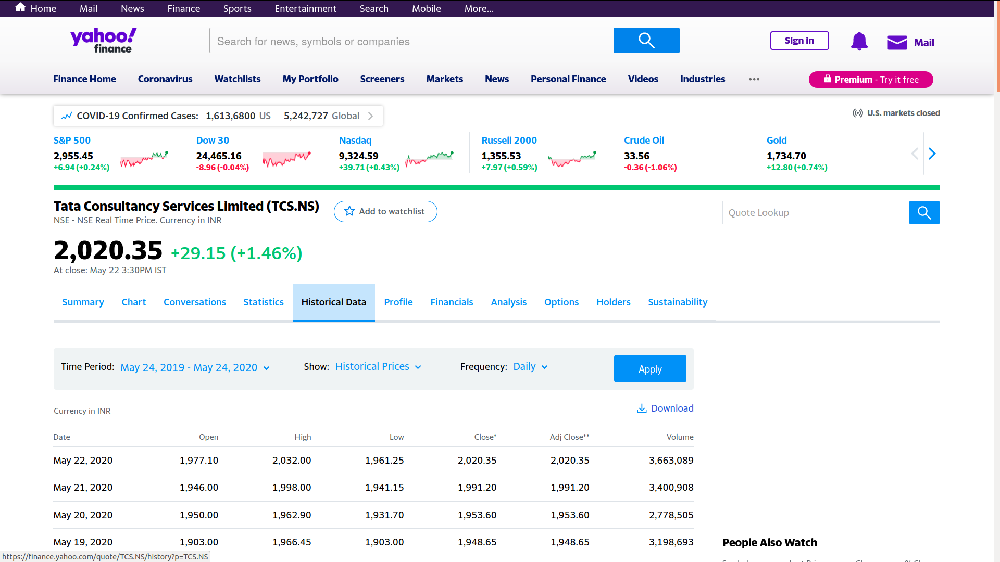 Home Mail News Finance Sports Entertainment Search Mobile More...
yahoo!
finance
Search for news, symbols or companies
Sign in
Mail
Finance Home Coronavirus Watchlists My Portfolio Screeners Markets News Personal Finance Videos Industries ••• Premium - Try it free
COVID-19 Confirmed Cases: 1,613,6800 US 5,242,727 Global
U.S. markets closed
S&P 500 Dow 30 Nasdaq Russell 2000 Crude Oil Gold
2,955.45 24,465.16 9,324.59 1,355.53 33.56 1,734.70
+6.94 (+0.24%) -8.96 (-0.04%) +39.71 (+0.43%) +7.97 (+0.59%) -0.36 (-1.06%) +12.80 (+0.74%)
Tata Consultancy Services Limited (TCS.NS)
Add to watchlist
Quote Lookup
NSE - NSE Real Time Price. Currency in INR
2,020.35 +29.15 (+1.46%)
At close: May 22 3:30PM IST
Summary Chart Conversations Statistics Historical Data Profile Financials Analysis Options Holders Sustainability
Time Period: May 24, 2019 - May 24, 2020 Show: Historical Prices Frequency: Daily Apply
Currency in INR
Download
Date Open High Low Close* Adj Close** Volume
May 22, 2020 1,977.10 2,032.00 1,961.25 2,020.35 2,020.35 3,663,089
May 21, 2020 1,946.00 1,998.00 1,941.15 1,991.20 1,991.20 3,400,908
May 20, 2020 1,950.00 1,962.90 1,931.70 1,953.60 1,953.60 2,778,505
May 19, 2020 1,903.00 1,966.45 1,903.00 1,948.65 1,948.65 3,198,693
People Also Watch
https://finance.yahoo.com/quote/TCS.NS/history?p=TCS.NS